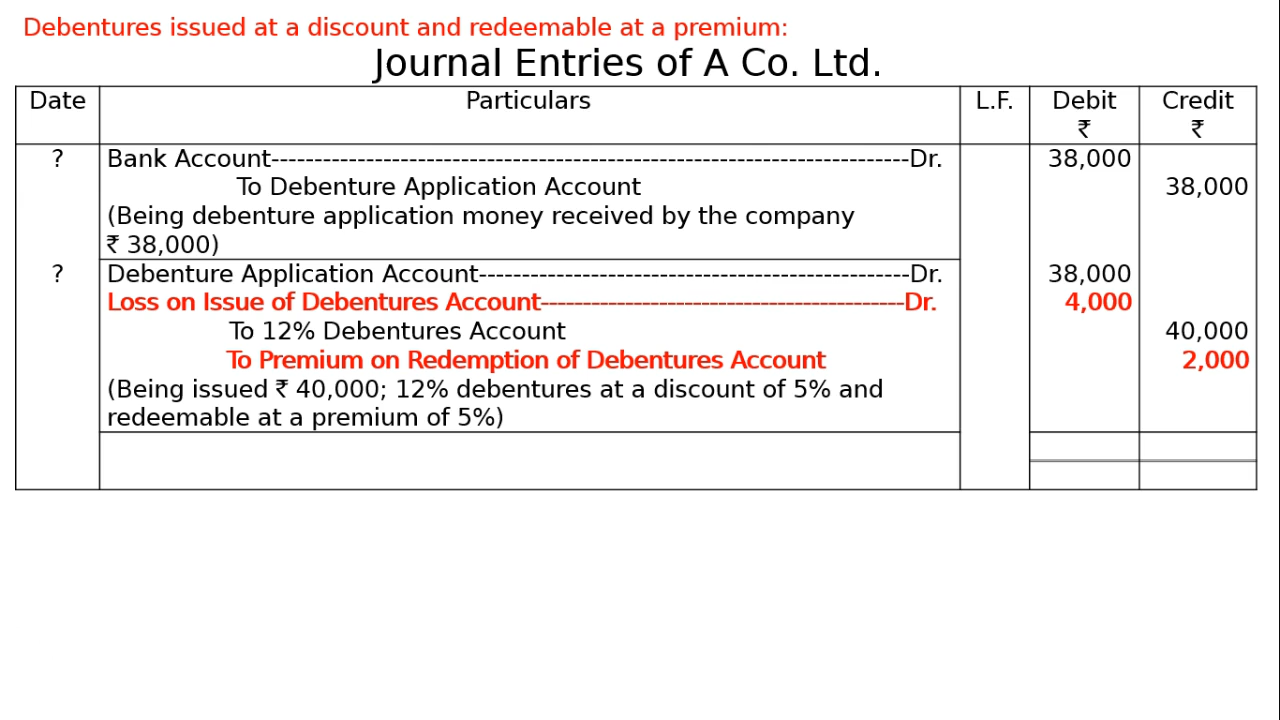 Debentures issued at a discount and redeemable at a premium:
Journal Entries of A Co. Ltd.
Date Particulars L.F. Debit Credit
₹ ₹
? Bank Account--------------------------------------------------------------------------Dr. 38,000
To Debenture Application Account 38,000
(Being debenture application money received by the company
₹ 38,000)
? Debenture Application Account--------------------------------------------------Dr. 38,000
Loss on Issue of Debentures Account------------------------------------------Dr. 4,000
To 12% Debentures Account 40,000
To Premium on Redemption of Debentures Account 2,000
(Being issued ₹ 40,000; 12% debentures at a discount of 5% and
redeemable at a premium of 5%)